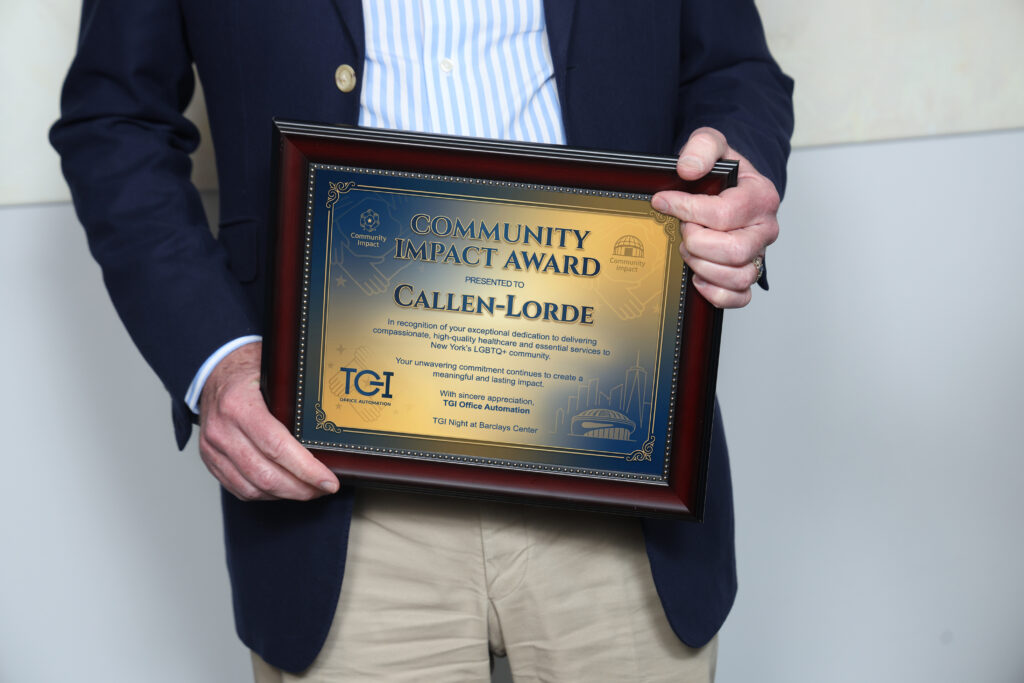 Community Impact
COMMUNITY
IMPACT AWARD
Community Impact
PRESENTED TO
CALLEN-LORDE
In recognition of your exceptional dedication to delivering
compassionate, high-quality healthcare and essential services to
New York's LGBTQ+ community.
Your unwavering commitment continues to create a
meaningful and lasting impact.
With sincere appreciation,
TGI Office Automation
TGI Night at Barclays Center
TGI
OFFICE AUTOMATION